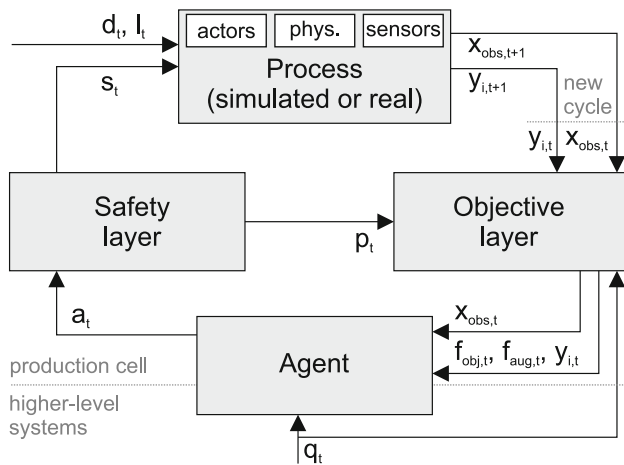 d_t, I_t
actors
phys.
sensors
Process
(simulated or real)
x_obs,t+1
y_i,t+1
s_t
new
cycle
y_i,t
x_obs,t
Safety
layer
p_t
Objective
layer
a_t
x_obs,t
Agent
f_obj,t, f_aug,t, y_i,t
production cell
higher-level
systems
q_t